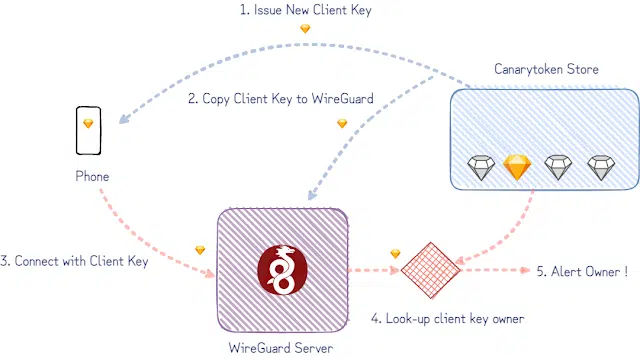 1. Issue New Client Key
Canarytoken Store
2. Copy Client Key to WireGuard
Phone
3. Connect with Client Key
5. Alert Owner !
4. Look-up client key owner
WireGuard Server